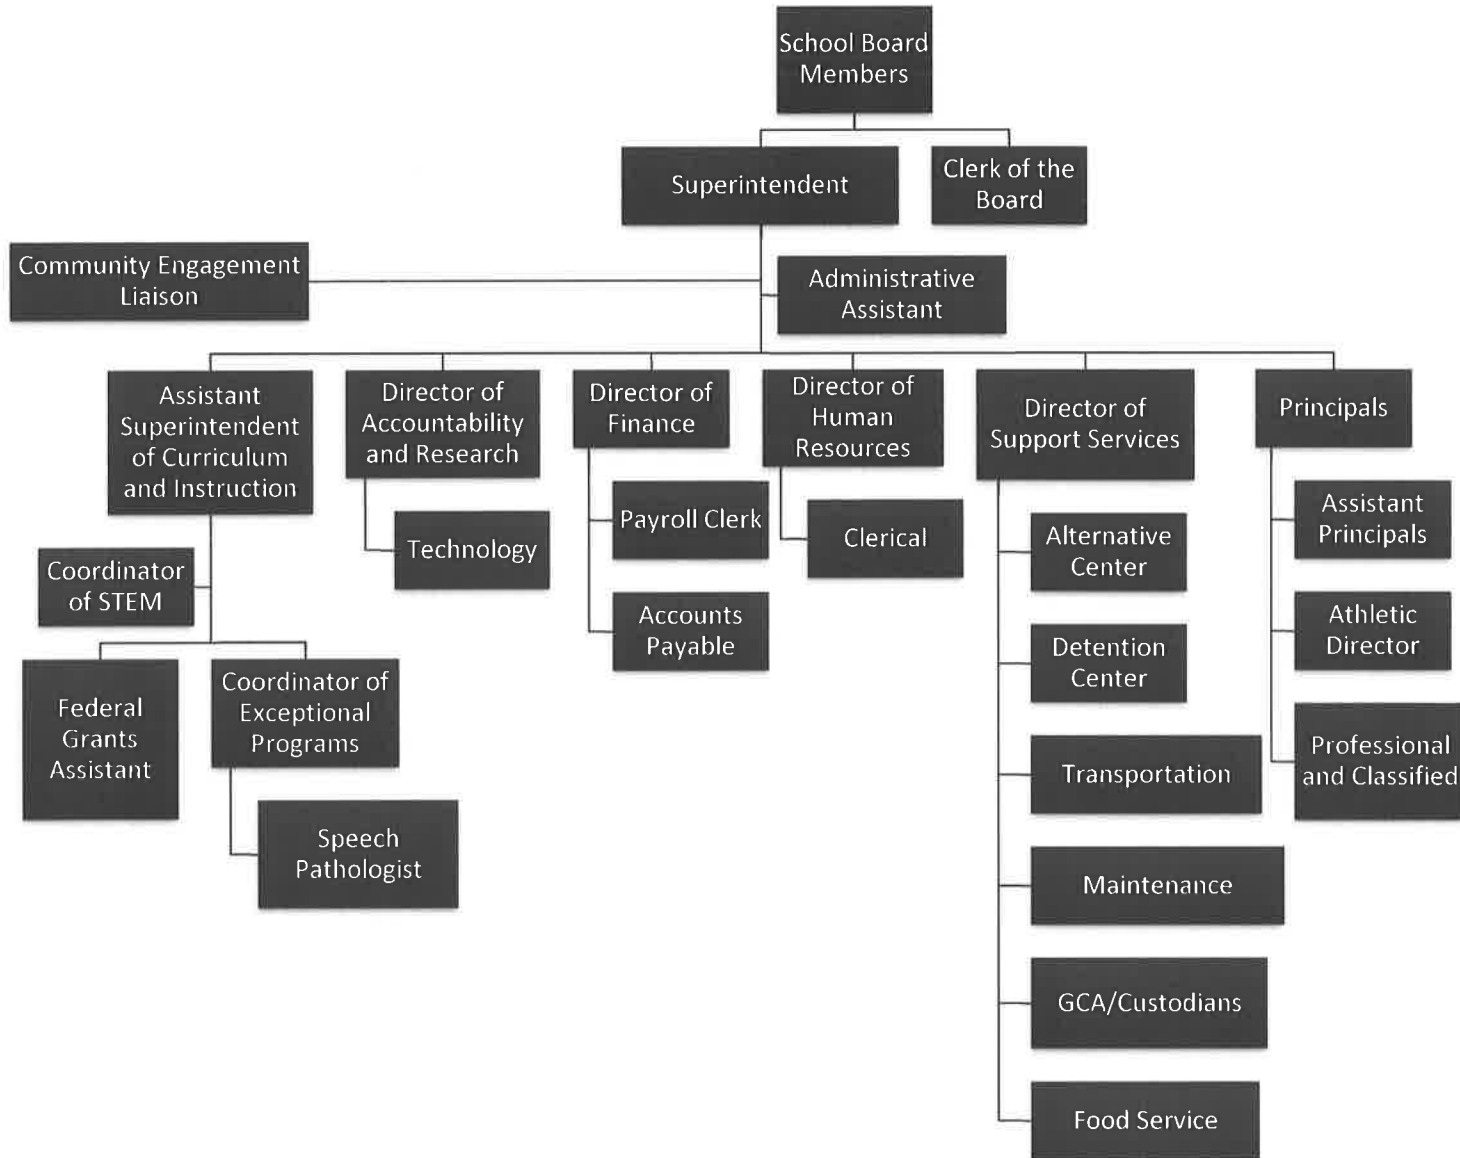 School Board
Members
Superintendent
Clerk of the
Board
Community Engagement
Liaison
Administrative
Assistant
Assistant
Superintendent
of Curriculum
and Instruction
Director of
Accountability
and Research
Director of
Finance
Director of
Human
Resources
Director of
Support Services
Principals
Coordinator
of STEM
Technology
Payroll Clerk
Accounts
Payable
Clerical
Alternative
Center
Detention
Center
Transportation
Maintenance
GCA/Custodians
Food Service
Assistant
Principals
Athletic
Director
Professional
and Classified
Federal
Grants
Assistant
Coordinator of
Exceptional
Programs
Speech
Pathologist